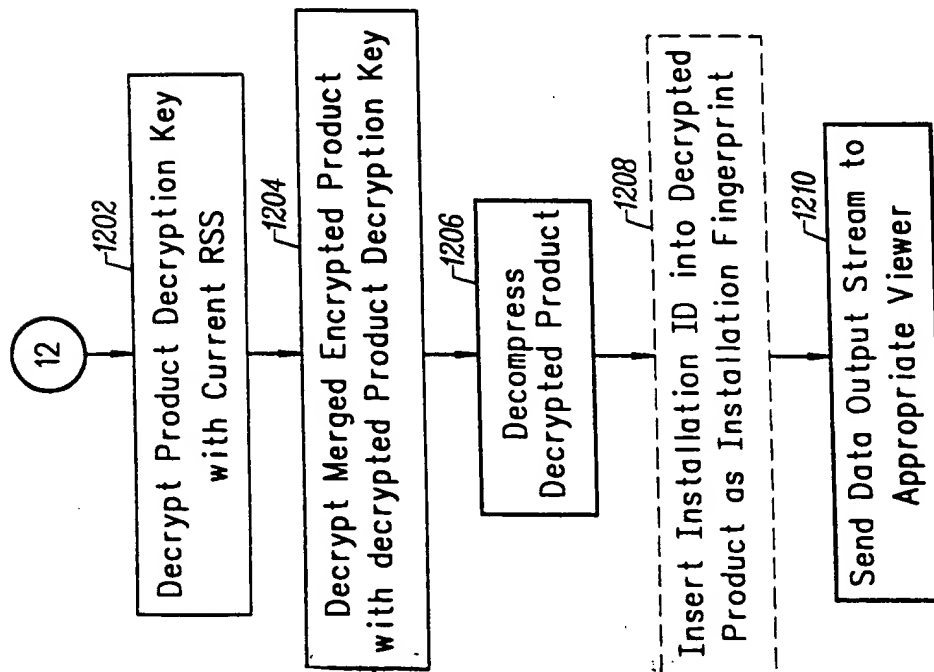 12
1202
Decrypt Product Decryption Key
with Current RSS
1204
Decrypt Merged Encrypted Product
with decrypted Product Decryption Key
1206
Decompress
Decrypted Product
1208
Insert Installation ID into Decrypted
Product as Installation Fingerprint
1210
Send Data Output Stream to
Appropriate Viewer